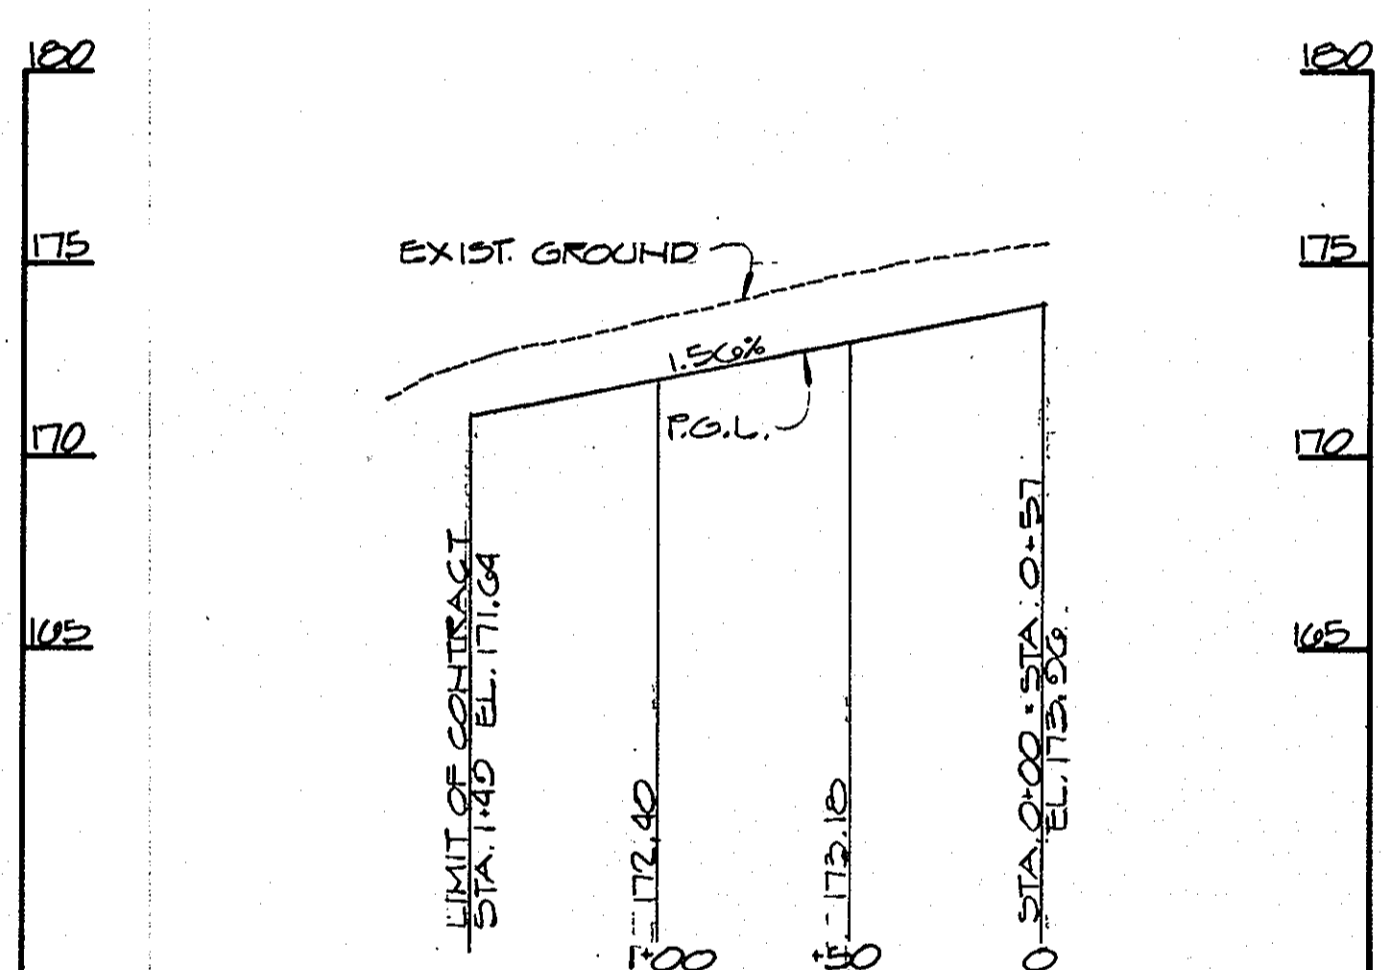 180
180
175
EXIST. GROUND
175
1.56%
P.G.L.
170
170
165
165
LIMIT OF CONTRACT
STA. 1+49 EL. 171.64
172.40
173.18
STA. 0+00 = STA. 0+57
EL. 173.96
1+00
+50
0